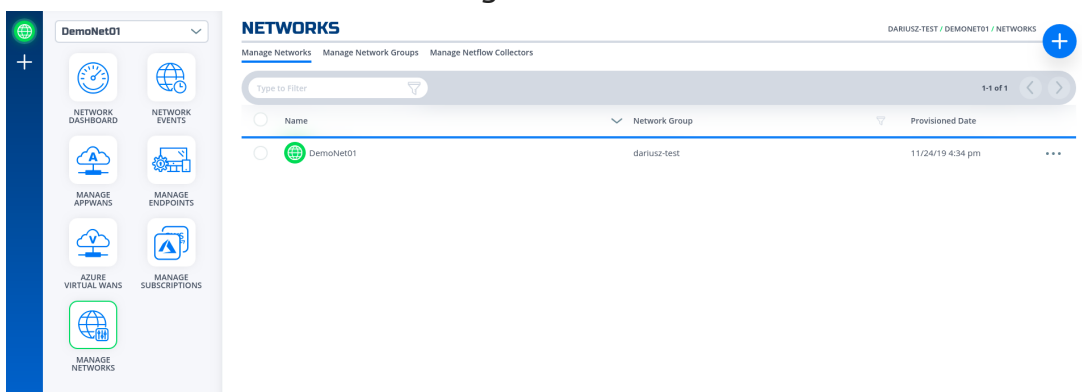 DemoNet01
NETWORK DASHBOARD
NETWORK EVENTS
MANAGE APPWANS
MANAGE ENDPOINTS
AZURE VIRTUAL WANS
MANAGE SUBSCRIPTIONS
MANAGE NETWORKS
NETWORKS
DARIUSZ-TEST / DEMONET01 / NETWORKS
Manage Networks Manage Network Groups Manage Netflow Collectors
Type to Filter
1-1 of 1
Name Network Group Provisioned Date
DemoNet01 dariusz-test 11/24/19 4:34 pm